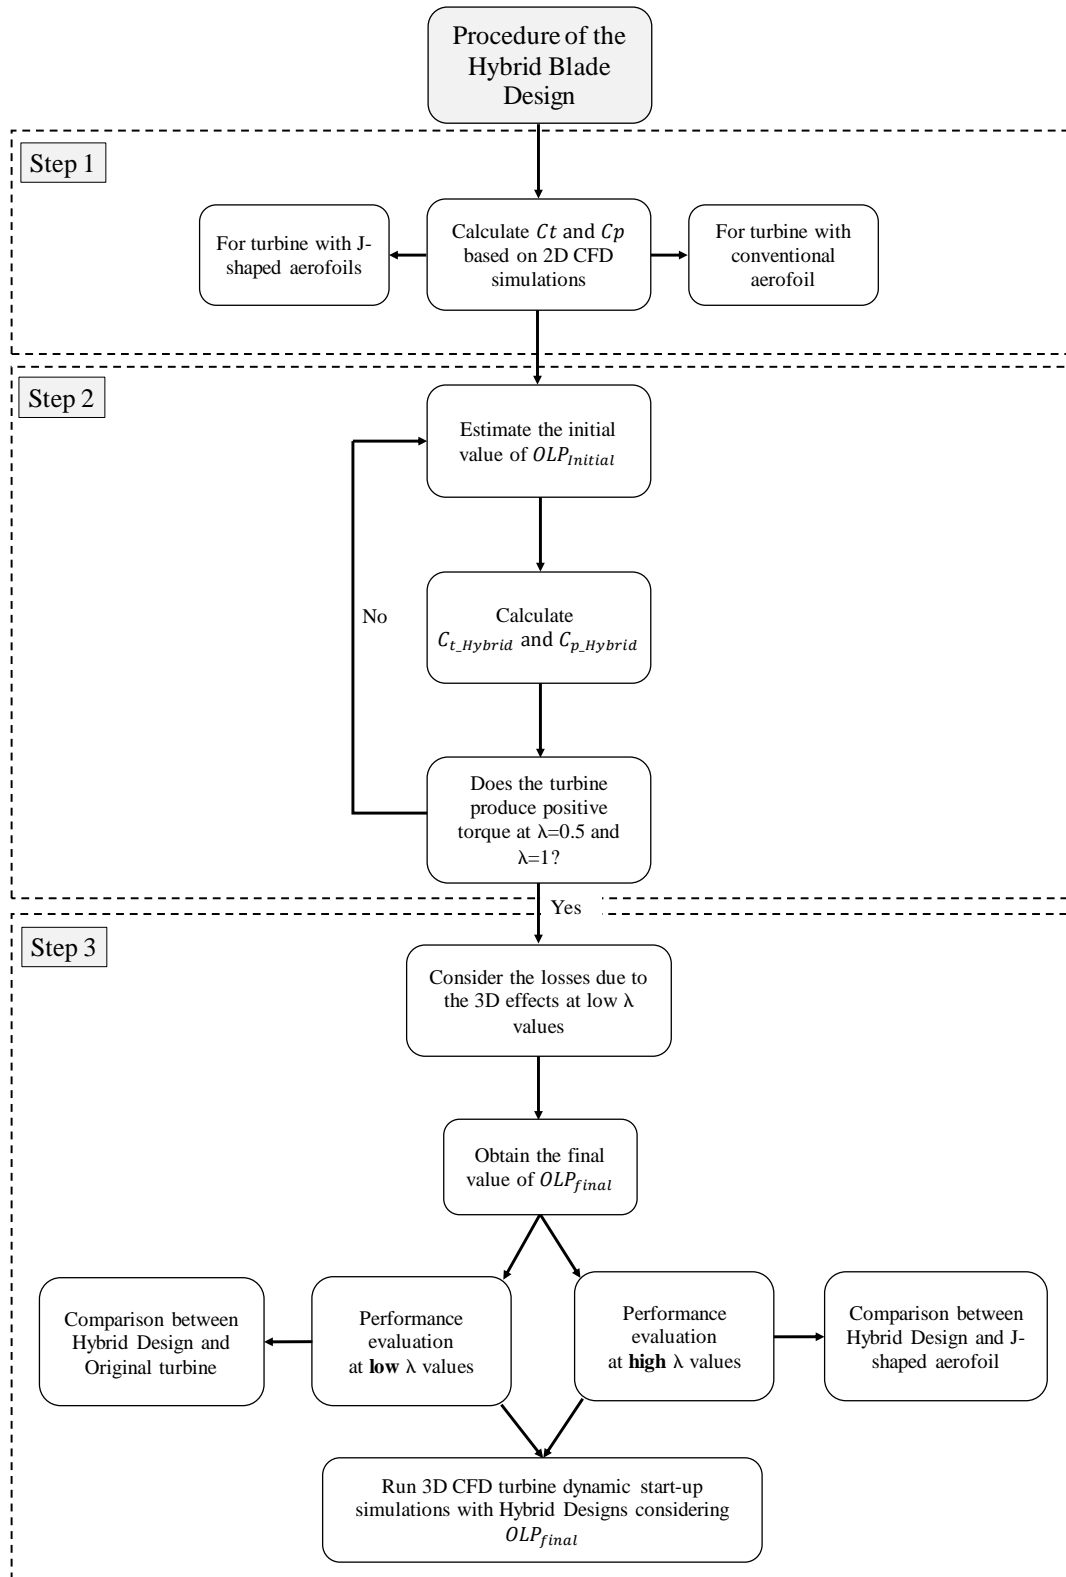 Procedure of the
Hybrid Blade
Design
Step 1
For turbine with J-
shaped aerofoils
Calculate Ct and Cp
based on 2D CFD
simulations
For turbine with
conventional
aerofoil
Step 2
Estimate the initial
value of OLP_Initial
No
Calculate
C_t_Hybrid and C_p_Hybrid
Does the turbine
produce positive
torque at λ=0.5 and
λ=1?
Yes
Step 3
Consider the losses due to
the 3D effects at low λ
values
Obtain the final
value of OLP_final
Comparison between
Hybrid Design and
Original turbine
Performance
evaluation
at low λ values
Performance
evaluation
at high λ values
Comparison between
Hybrid Design and J-
shaped aerofoil
Run 3D CFD turbine dynamic start-up
simulations with Hybrid Designs considering
OLP_final